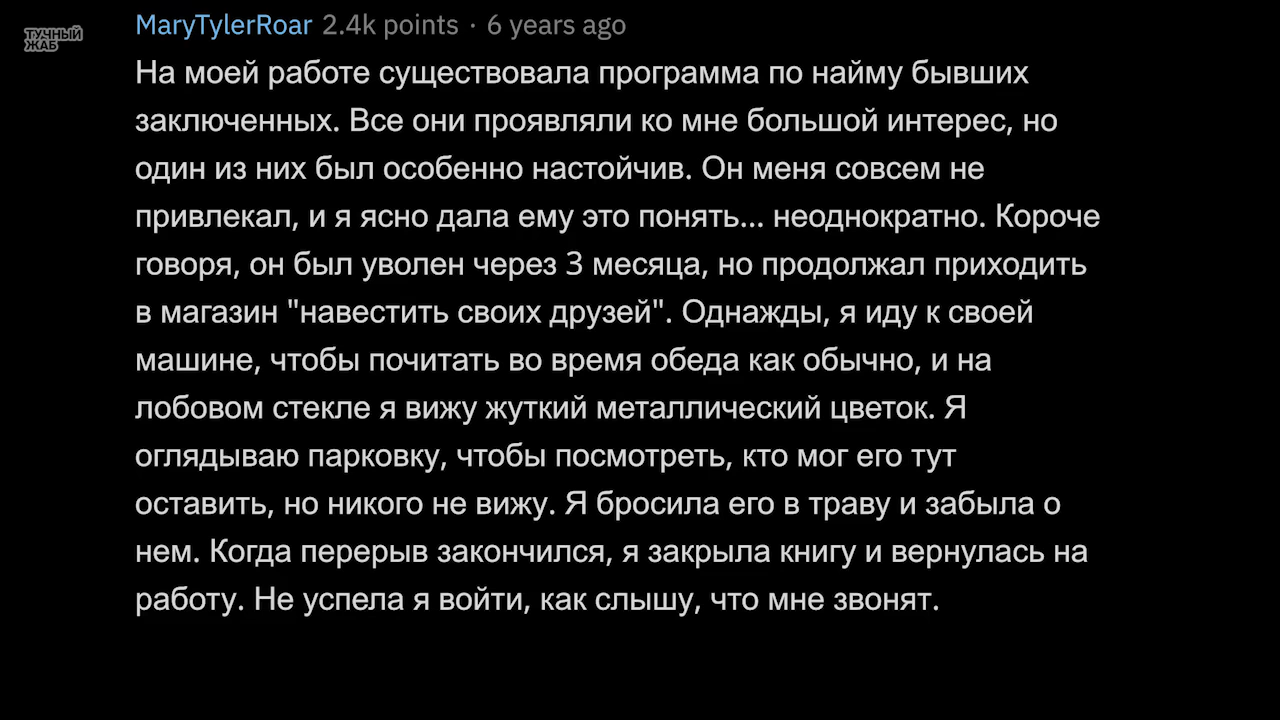 ТУЧНЫЙ
ЖАБ
MaryTylerRoar 2.4k points · 6 years ago
На моей работе существовала программа по найму бывших
заключенных. Все они проявляли ко мне большой интерес, но
один из них был особенно настойчив. Он меня совсем не
привлекал, и я ясно дала ему это понять... неоднократно. Короче
говоря, он был уволен через 3 месяца, но продолжал приходить
в магазин "навестить своих друзей". Однажды, я иду к своей
машине, чтобы почитать во время обеда как обычно, и на
лобовом стекле я вижу жуткий металлический цветок. Я
оглядываю парковку, чтобы посмотреть, кто мог его тут
оставить, но никого не вижу. Я бросила его в траву и забыла о
нем. Когда перерыв закончился, я закрыла книгу и вернулась на
работу. Не успела я войти, как слышу, что мне звонят.